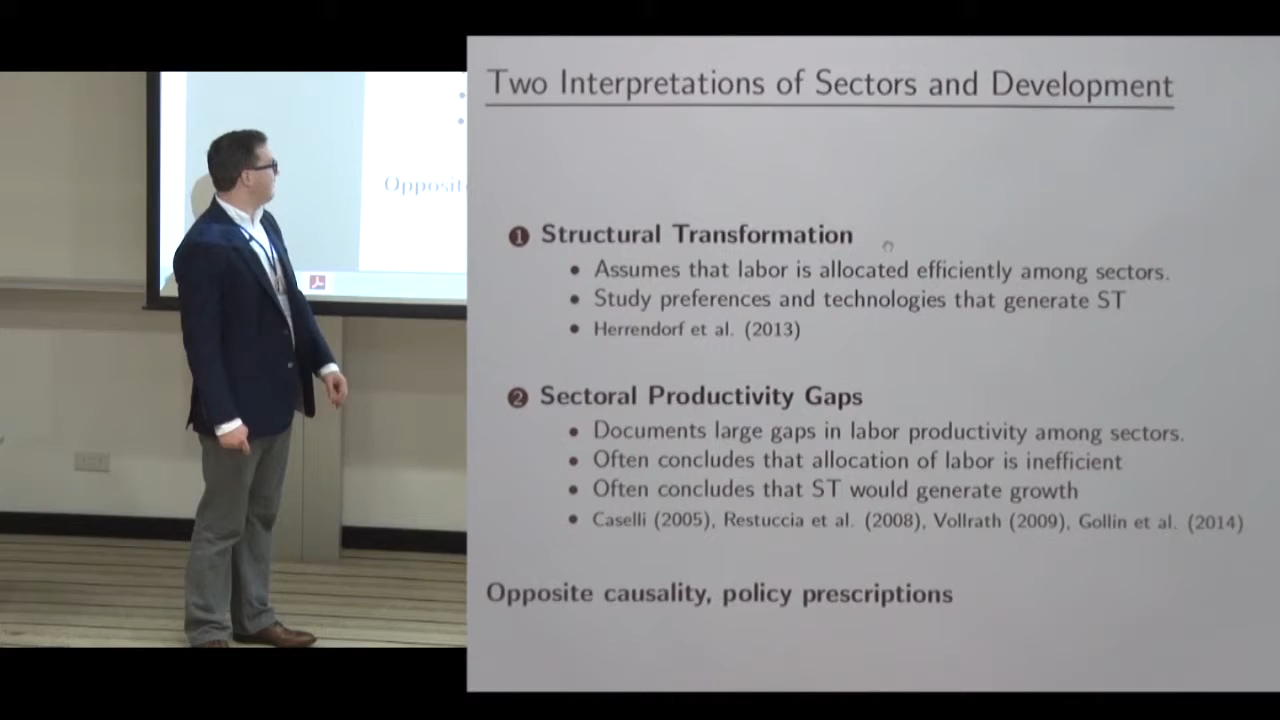 Two Interpretations of Sectors and Development
❶ Structural Transformation
• Assumes that labor is allocated efficiently among sectors.
• Study preferences and technologies that generate ST
• Herrendorf et al. (2013)
❷ Sectoral Productivity Gaps
• Documents large gaps in labor productivity among sectors.
• Often concludes that allocation of labor is inefficient
• Often concludes that ST would generate growth
• Caselli (2005), Restuccia et al. (2008), Vollrath (2009), Gollin et al. (2014)
Opposite causality, policy prescriptions
Opposit